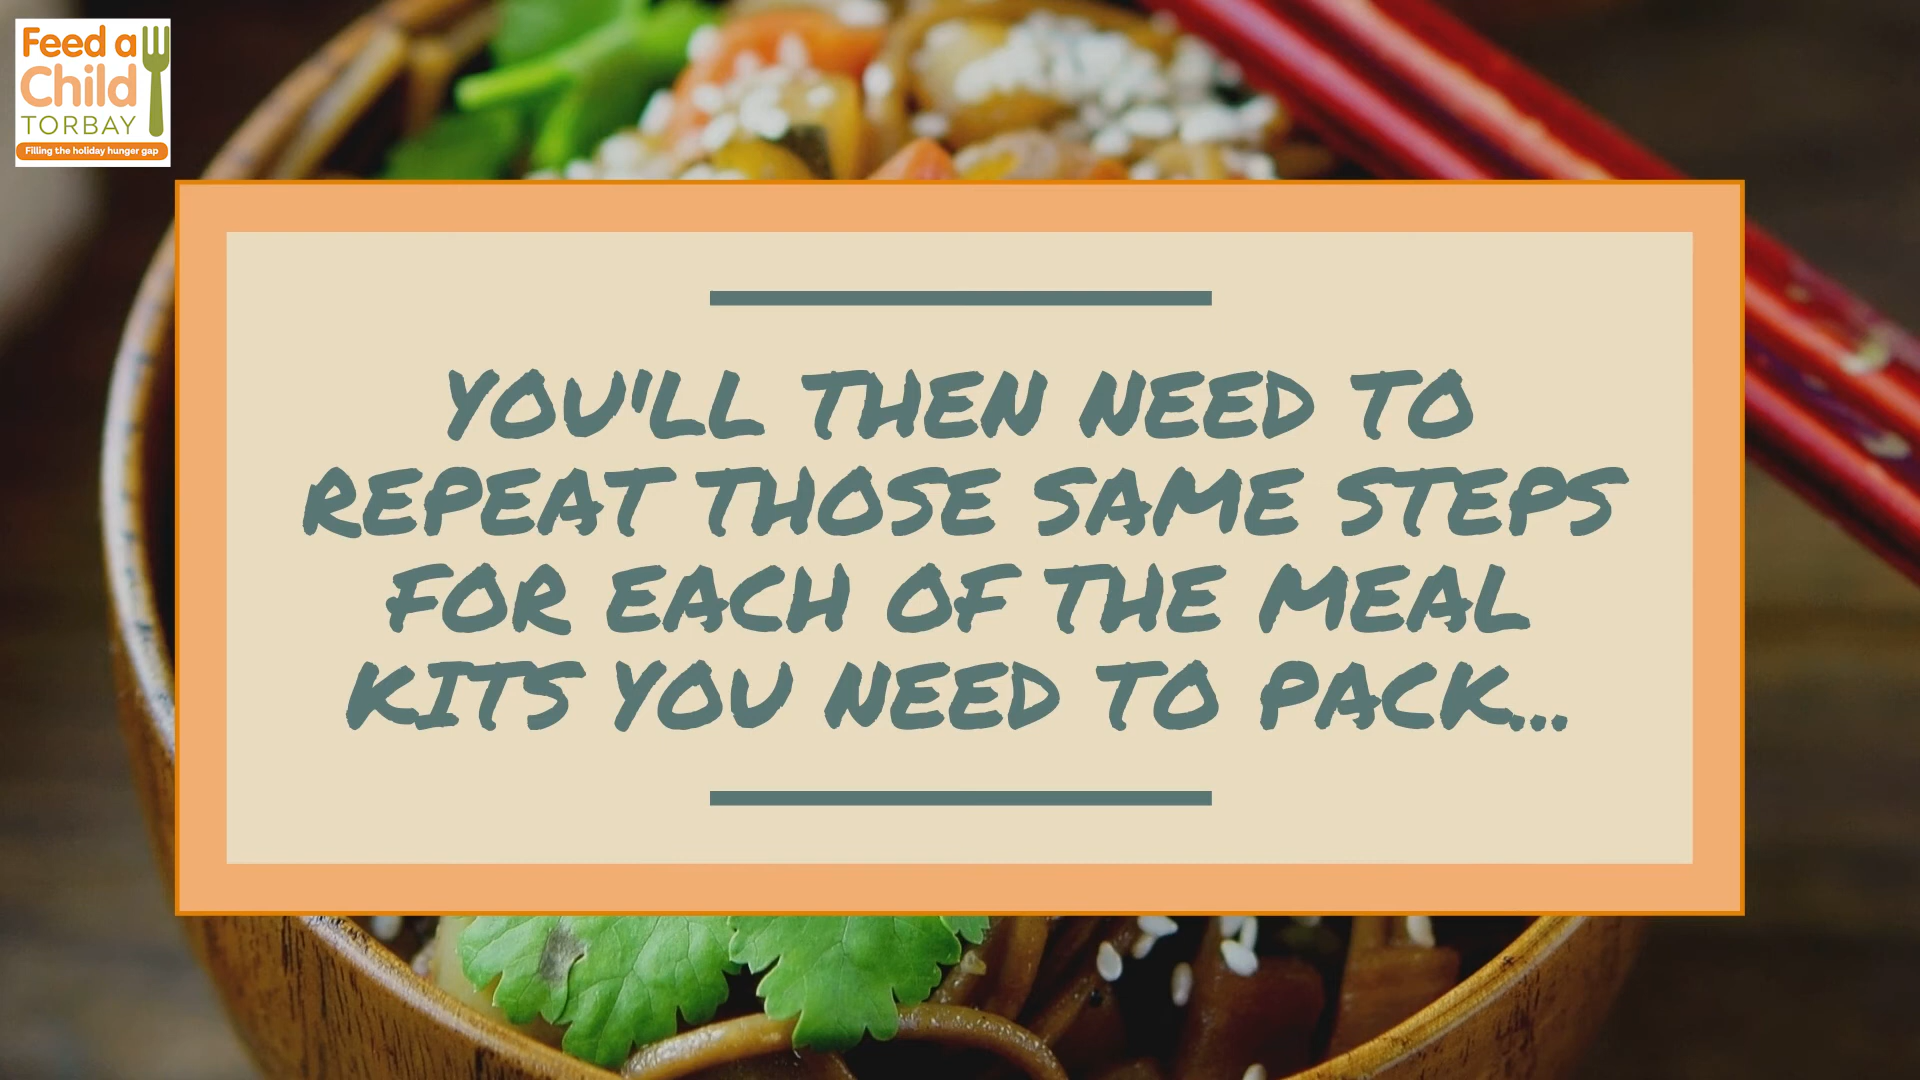 Feed a
Child
TORBAY
Filling the holiday hunger gap
YOU'LL THEN NEED TO
REPEAT THOSE SAME STEPS
FOR EACH OF THE MEAL
KITS YOU NEED TO PACK...